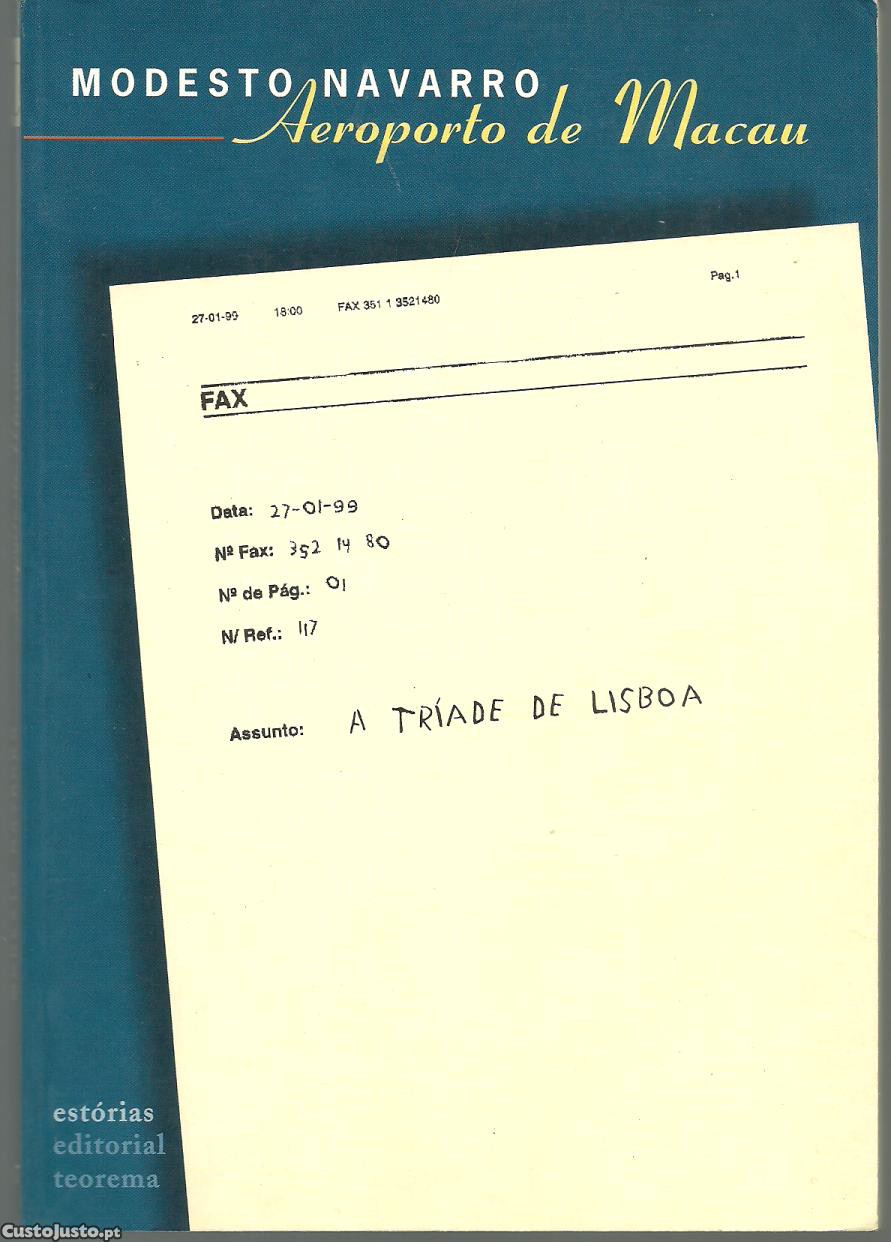 MODESTO NAVARRO
Aeroporto de Macau
27-01-99 18:00 FAX 351 1 3521480 Pag.1
FAX
Data: 27-01-99
Nº Fax: 352 14 80
Nº de Pág.: 01
N/ Ref.: 117
Assunto: A TRÍADE DE LISBOA
estórias
editorial
teorema
CustoJusto.pt